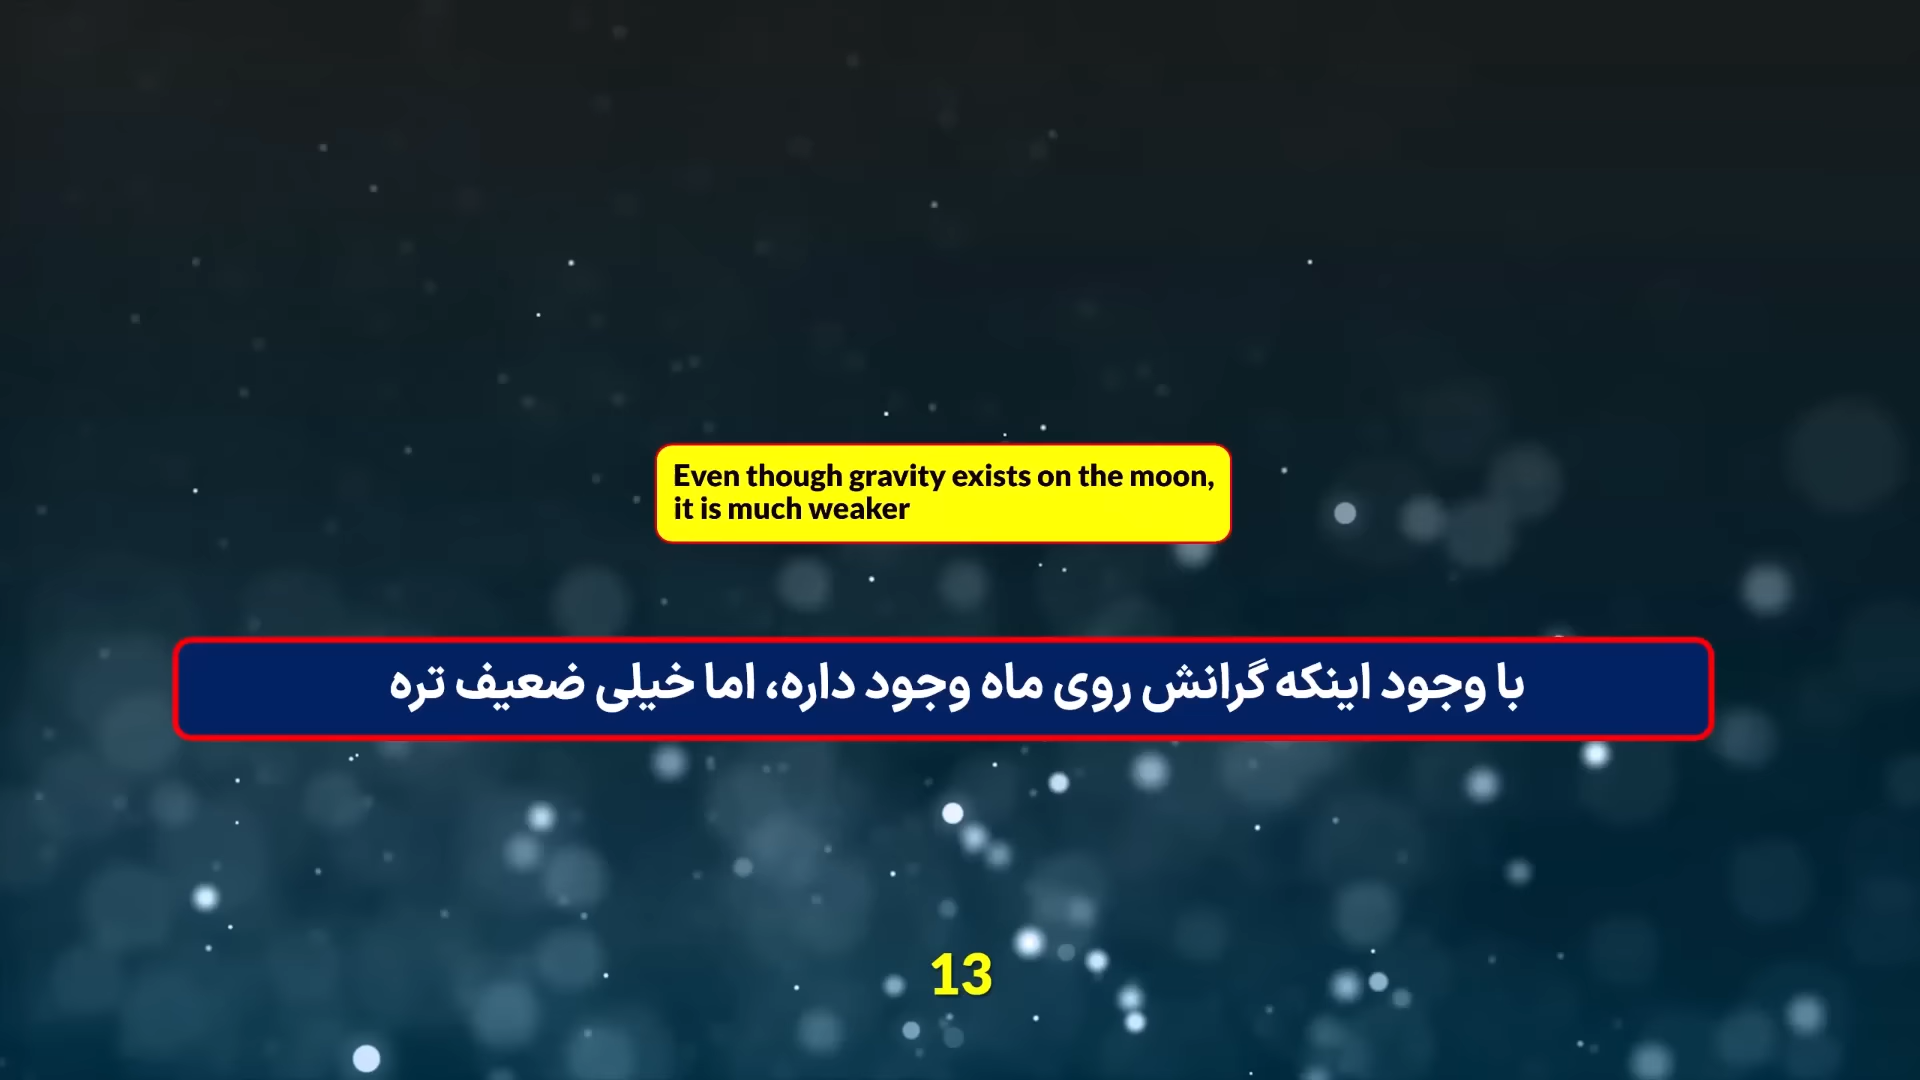 Even though gravity exists on the moon,
it is much weaker
با وجود اینکه گرانش روی ماه وجود داره، اما خیلی ضعیف تره
13